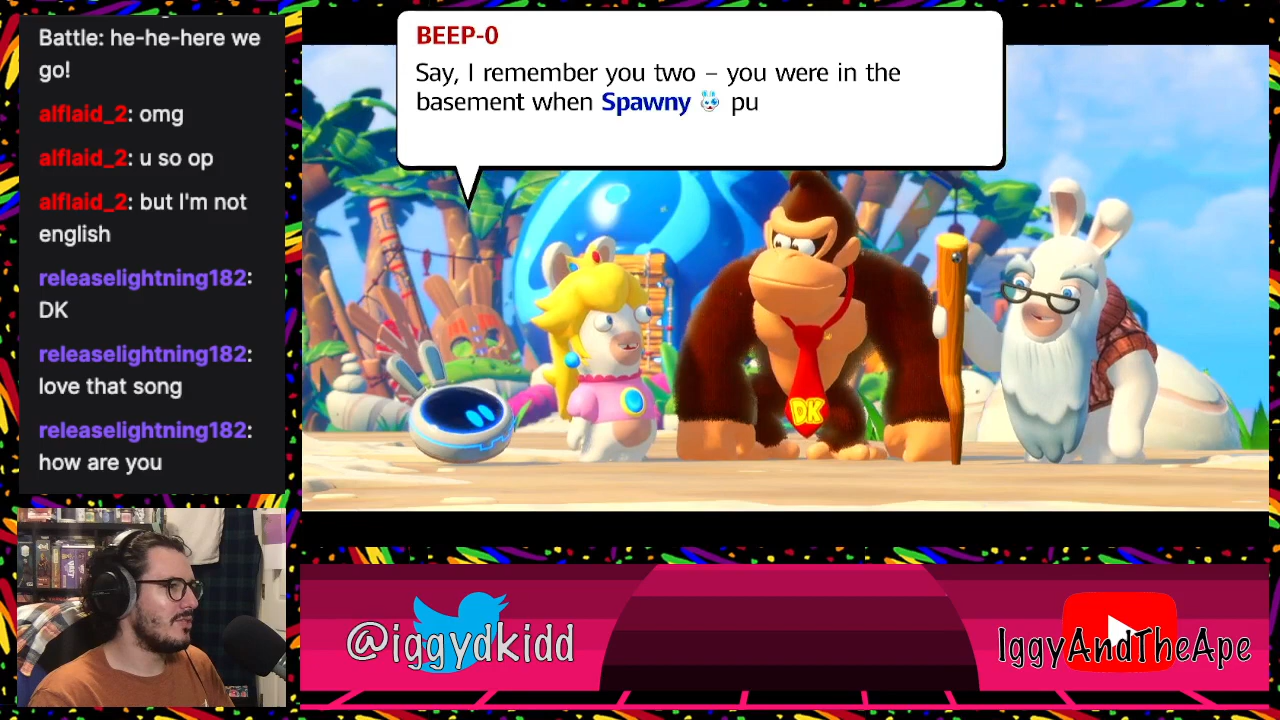 Battle: he-he-here we
go!
alflaid_2: omg
alflaid_2: u so op
alflaid_2: but I'm not
english
releaselightning182:
DK
releaselightning182:
love that song
releaselightning182:
how are you
BEEP-0
Say, I remember you two – you were in the
basement when Spawny pu
DK
@iggydkidd
IggyAndTheApe